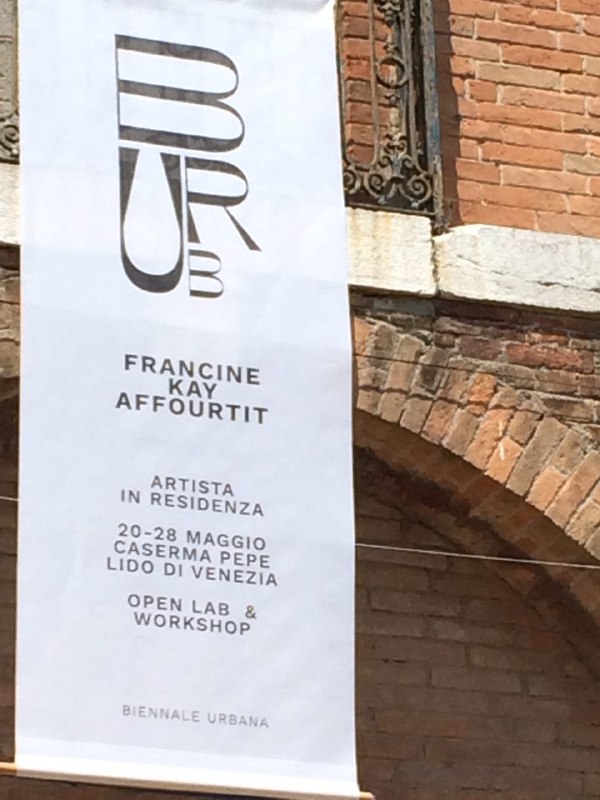 B
UR
B
FRANCINE
KAY
AFFOURTIT
ARTISTA
IN RESIDENZA
20-28 MAGGIO
CASERMA PEPE
LIDO DI VENEZIA
OPEN LAB &
WORKSHOP
BIENNALE URBANA